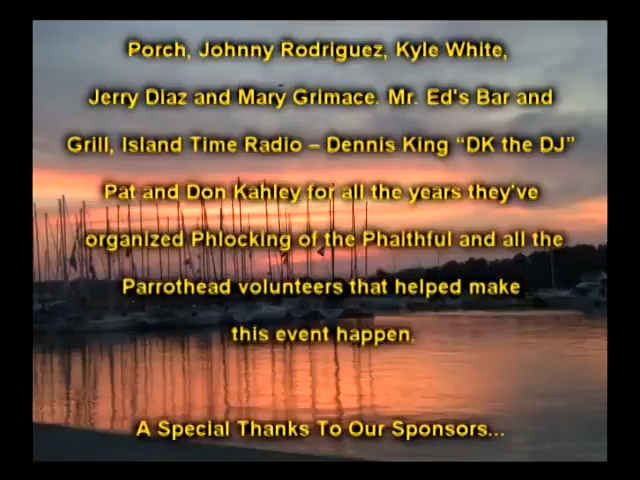 Porch, Johnny Rodriguez, Kyle White,
Jerry Diaz and Mary Grimace. Mr. Ed's Bar and
Grill, Island Time Radio – Dennis King “DK the DJ”
Pat and Don Kahley for all the years they've
organized Phlocking of the Phaithful and all the
Parrothead volunteers that helped make
this event happen.
A Special Thanks To Our Sponsors...